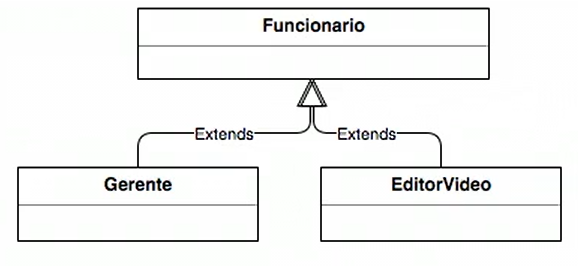 Funcionario
Extends
Extends
Gerente
EditorVideo